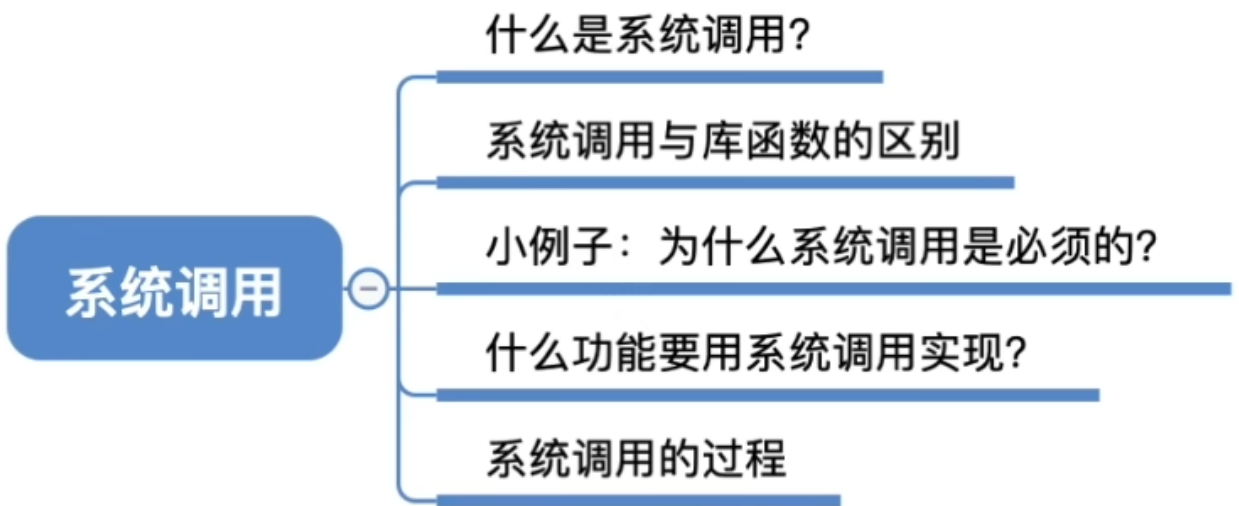 什么是系统调用?
系统调用与库函数的区别
小例子：为什么系统调用是必须的?
系统调用
什么功能要用系统调用实现?
系统调用的过程